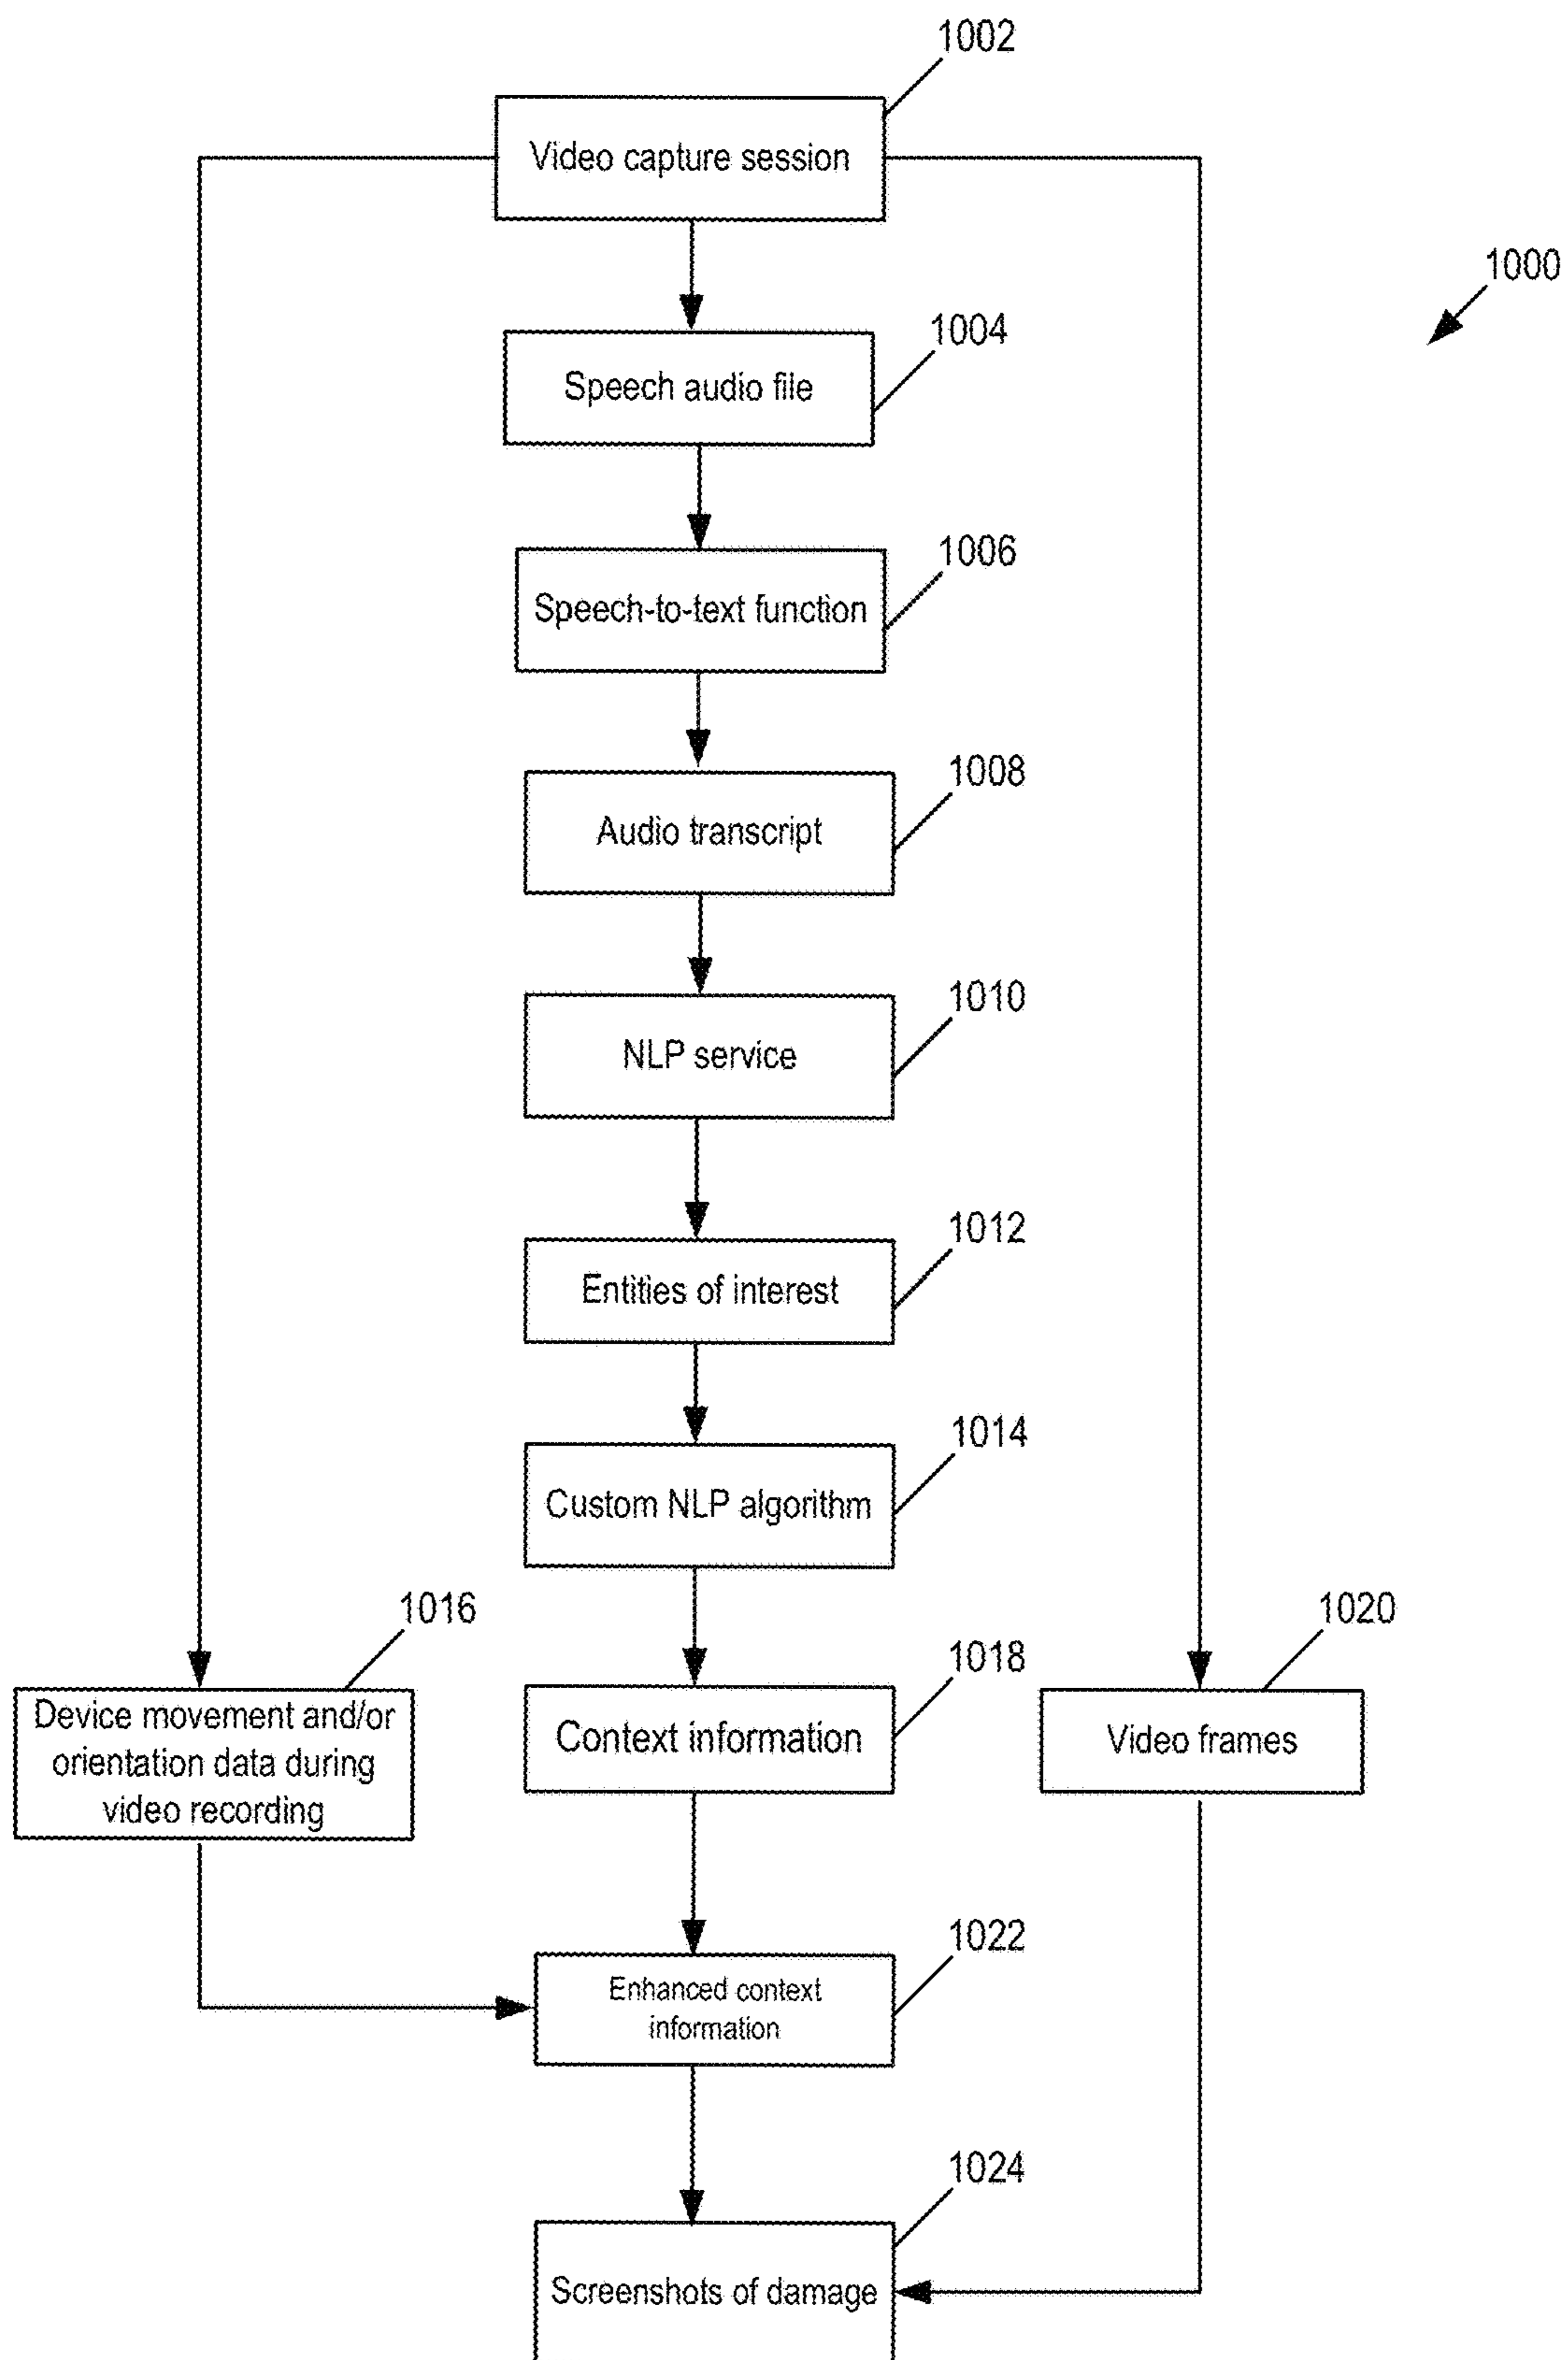 1002
Video capture session
1000
1004
Speech audio file
1006
Speech-to-text function
1008
Audio transcript
1010
NLP service
1012
Entities of interest
1014
Custom NLP algorithm
1016
Device movement and/or
orientation data during
video recording
1018
Context information
1020
Video frames
1022
Enhanced context
information
1024
Screenshots of damage